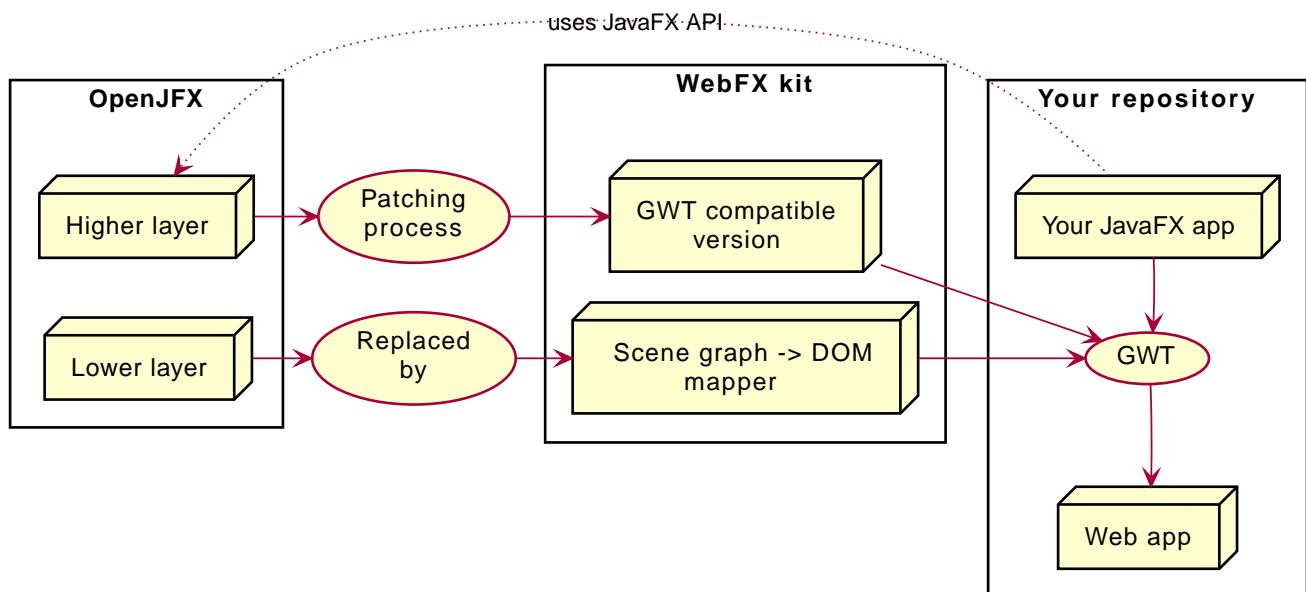 uses JavaFX API
OpenJFX
WebFX kit
Your repository
Higher layer
Patching
process
GWT compatible
version
Your JavaFX app
Lower layer
Replaced
by
Scene graph -> DOM
mapper
GWT
Web app